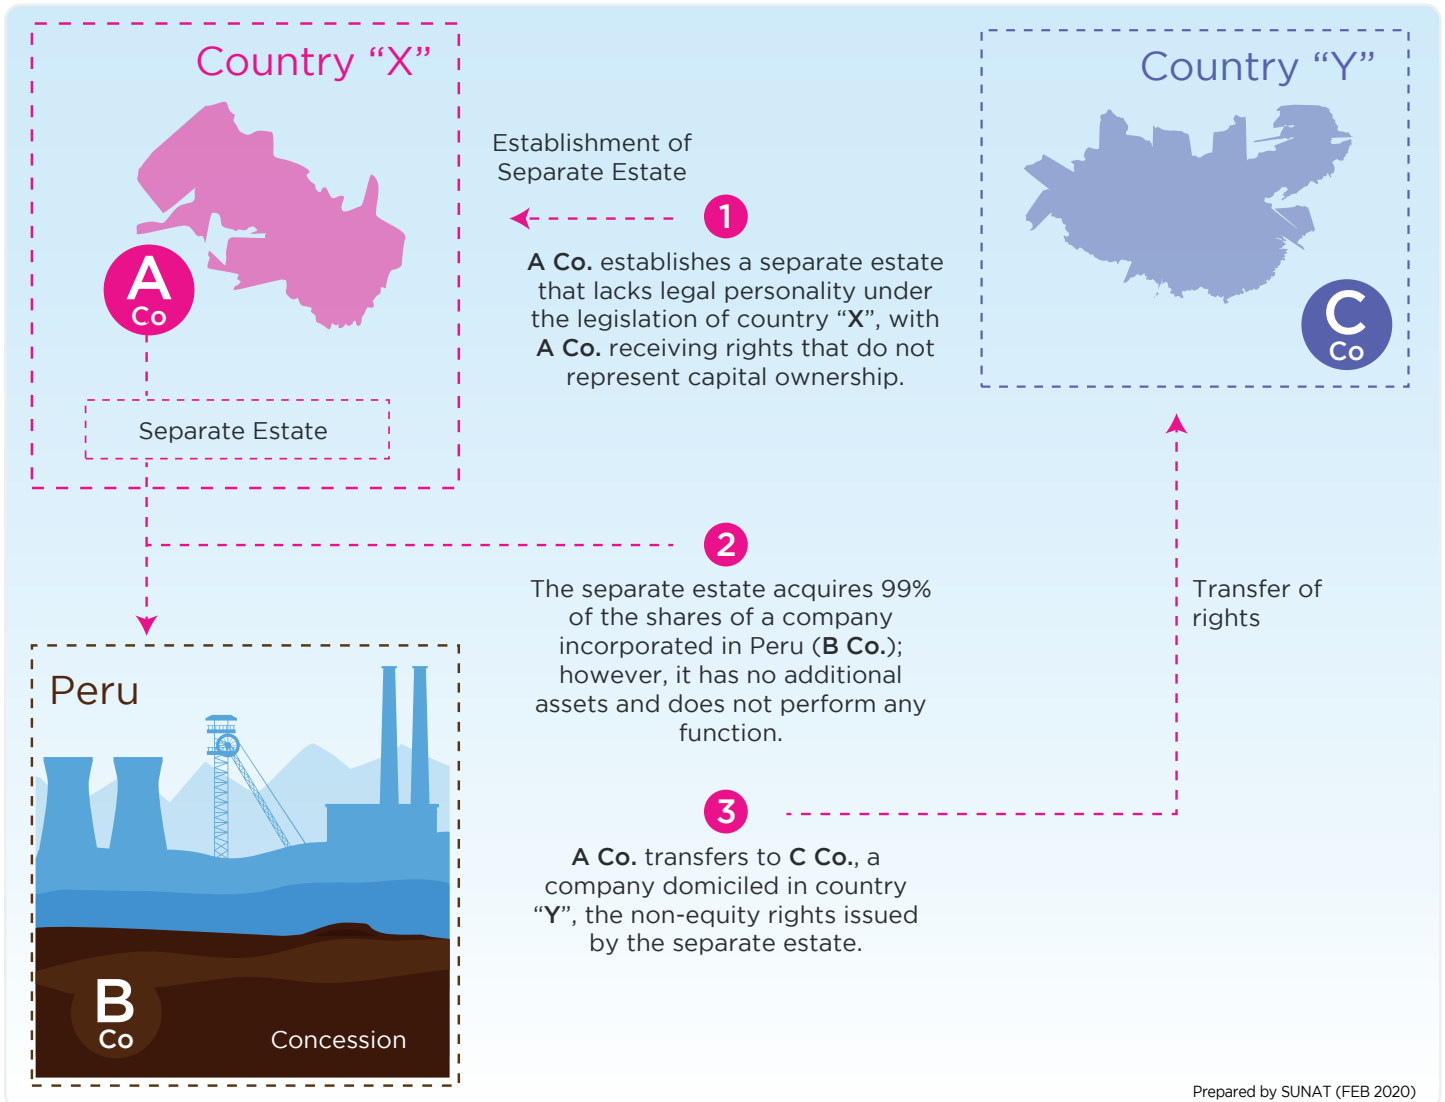 Country “X”
A
Co
Separate Estate
Establishment of
Separate Estate
1
A Co. establishes a separate estate
that lacks legal personality under
the legislation of country “X”, with
A Co. receiving rights that do not
represent capital ownership.
Country “Y”
C
Co
2
The separate estate acquires 99%
of the shares of a company
incorporated in Peru (B Co.);
however, it has no additional
assets and does not perform any
function.
Transfer of
rights
3
A Co. transfers to C Co., a
company domiciled in country
“Y”, the non-equity rights issued
by the separate estate.
Peru
B
Co
Concession
Prepared by SUNAT (FEB 2020)